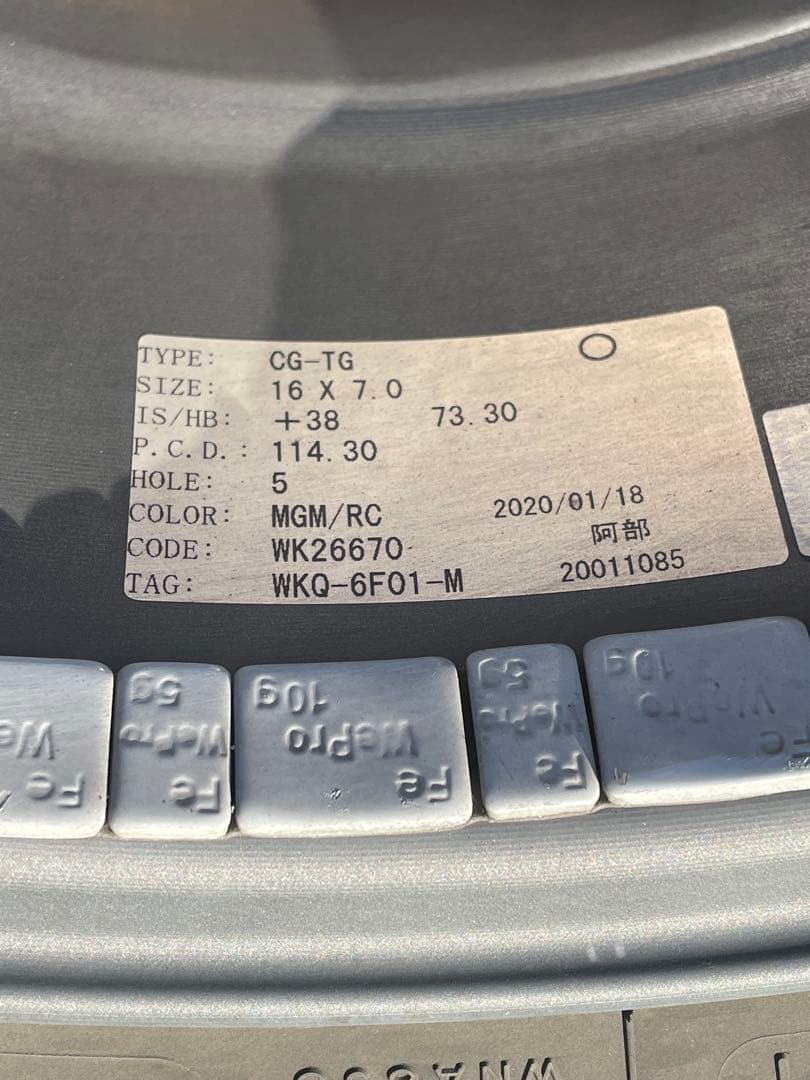 TYPE: CG-TG
SIZE: 16 X 7.0
IS/HB: +38 73.30
P.C.D.: 114.30
HOLE: 5
COLOR: MGM/RC 2020/01/18
CODE: WK26670 阿部
TAG: WKQ-6F01-M 20011085
5g
10g
5g
10g
WePro
WePro
WePro
WePro
Fe
Fe
Fe
Fe
Fe